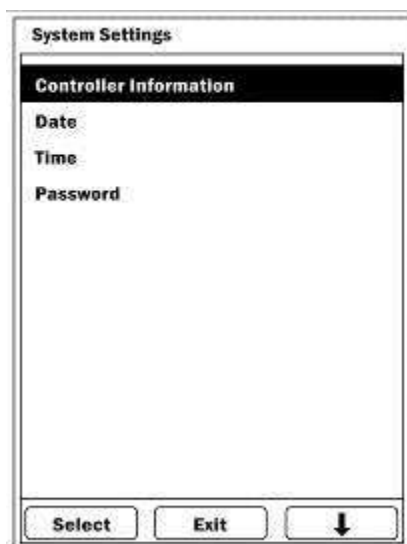 System Settings
Controller Information
Date
Time
Password
Select Exit ⬇